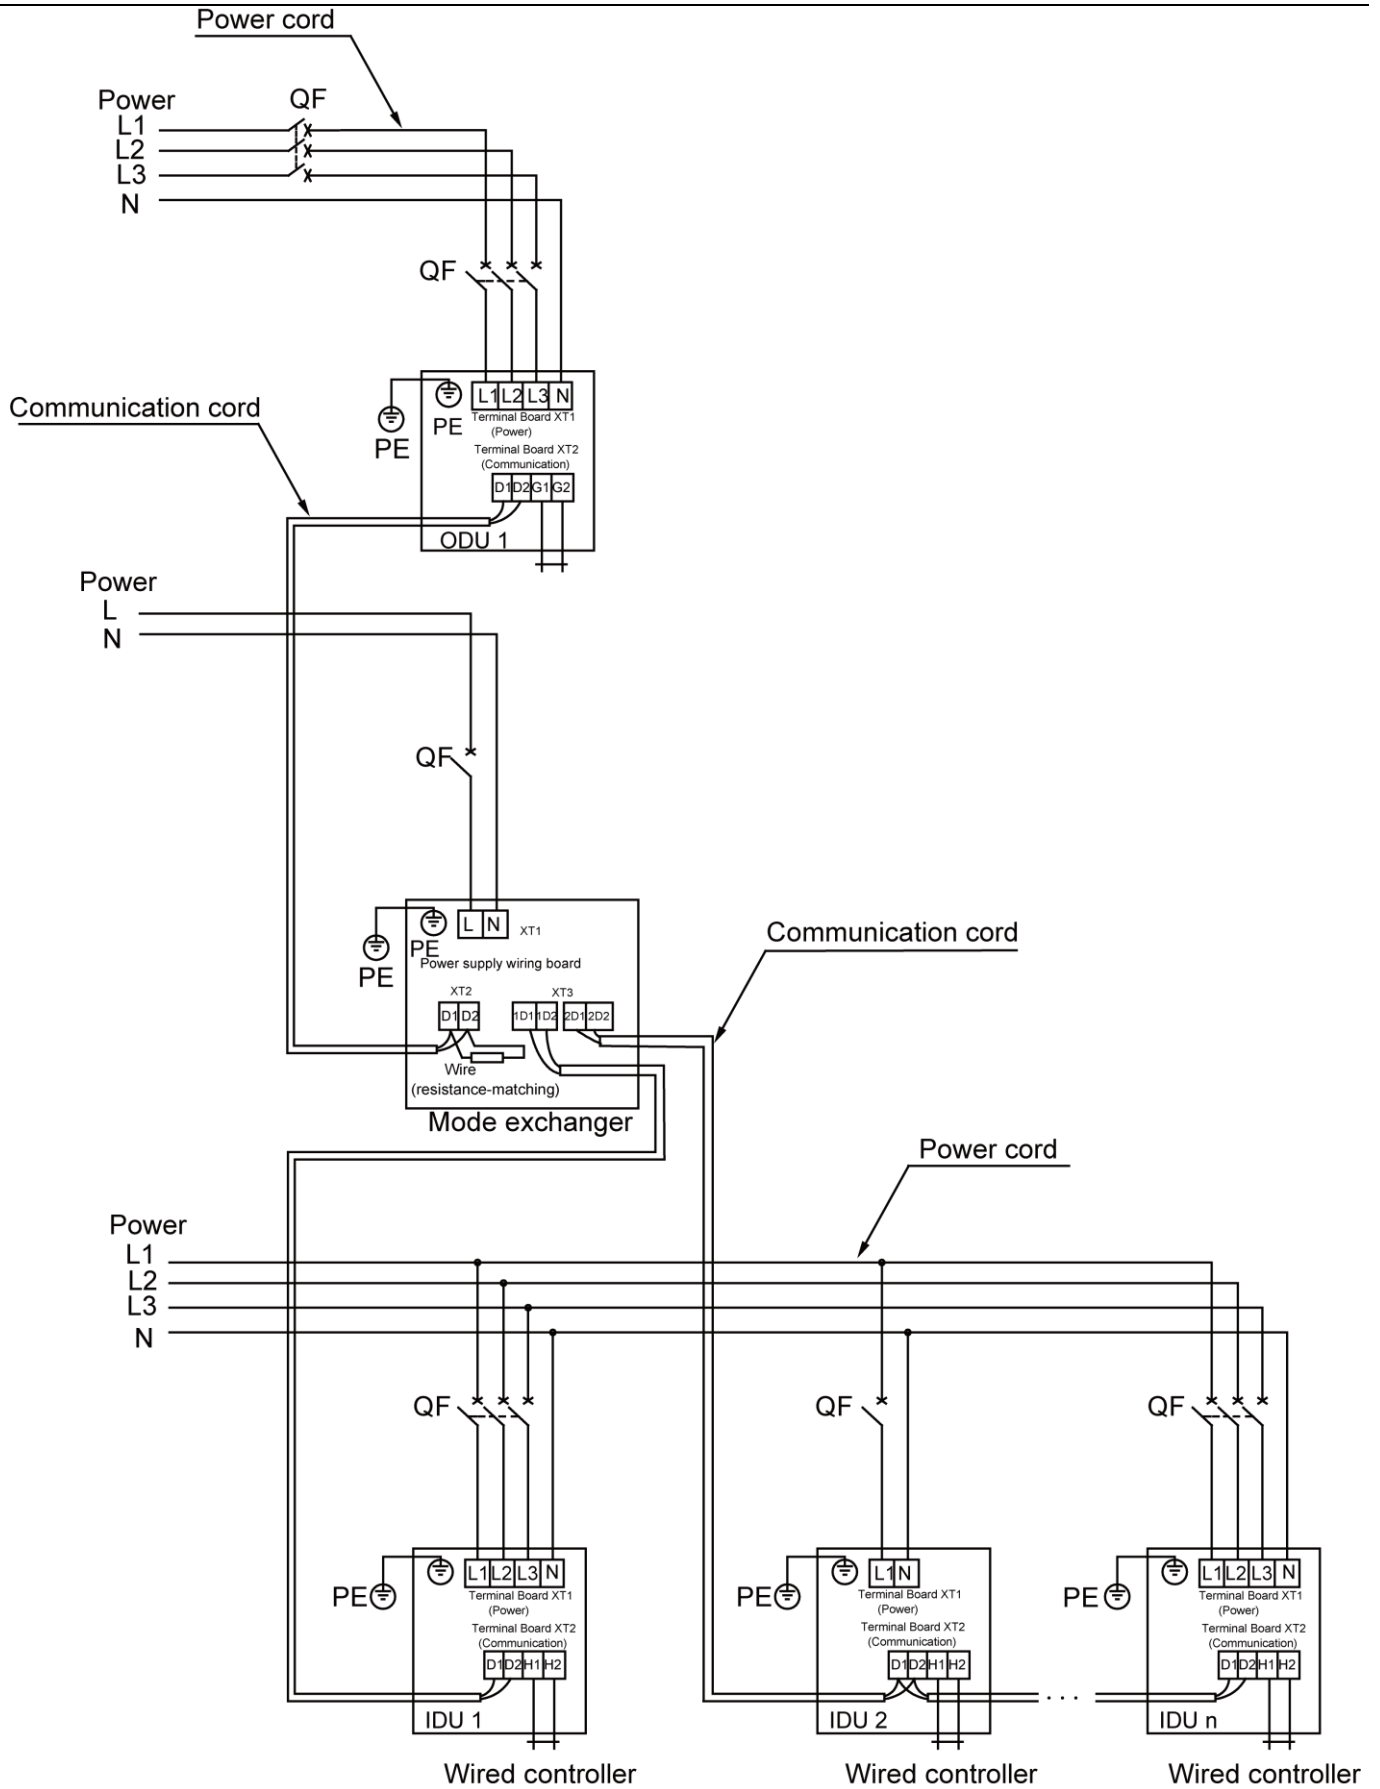 Power cord
Power QF
L1
L2
L3
N
QF
Communication cord
L1 L2 L3 N
PE PE
Terminal Board XT1
(Power)
Terminal Board XT2
(Communication)
D1 D2 G1 G2
ODU 1
Power
L
N
QF
L N XT1
PE PE
Power supply wiring board
Communication cord
XT2 XT3
D1 D2 1D1 1D2 2D1 2D2
Wire
(resistance-matching)
Mode exchanger
Power cord
Power
L1
L2
L3
N
QF QF QF
L1 L2 L3 N L1 N L1 L2 L3 N
PE PE PE
Terminal Board XT1 Terminal Board XT1 Terminal Board XT1
(Power) (Power) (Power)
Terminal Board XT2 Terminal Board XT2 Terminal Board XT2
(Communication) (Communication) (Communication)
D1 D2 H1 H2 D1 D2 H1 H2 D1 D2 H1 H2
. . .
IDU 1 IDU 2 IDU n
Wired controller Wired controller Wired controller